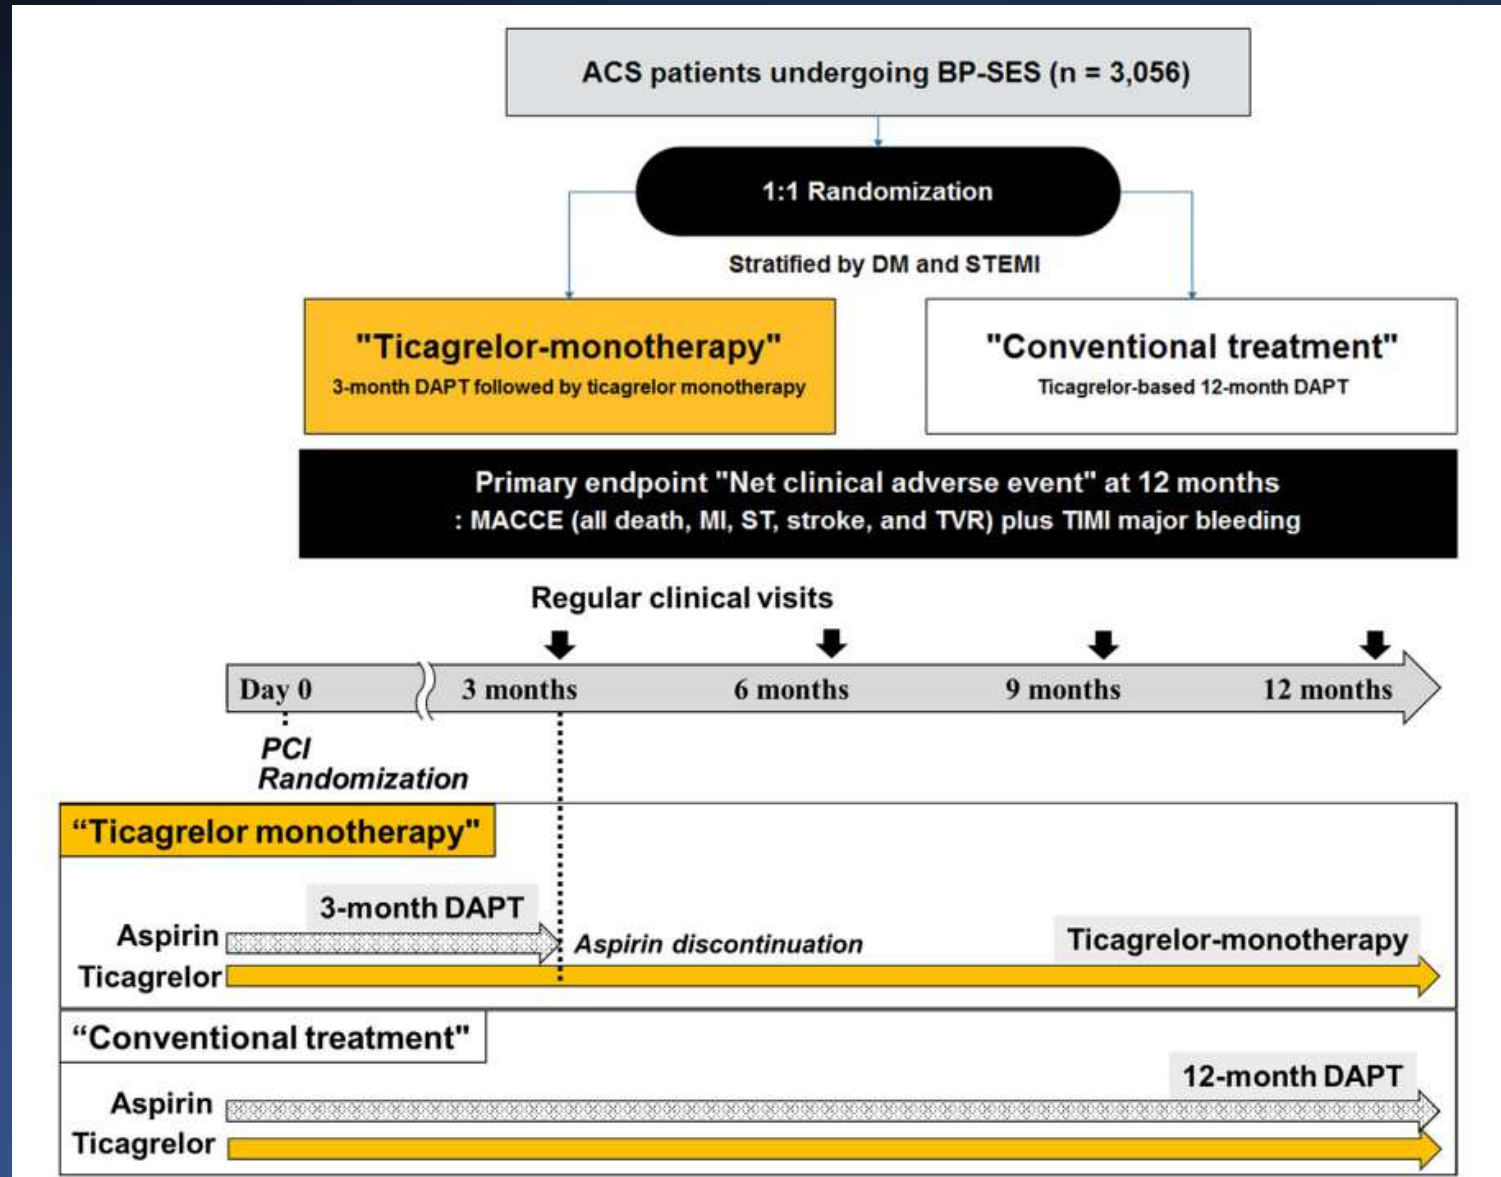 ACS patients undergoing BP-SES (n = 3,056)
1:1 Randomization
Stratified by DM and STEMI
"Ticagrelor-monotherapy"
3-month DAPT followed by ticagrelor monotherapy
"Conventional treatment"
Ticagrelor-based 12-month DAPT
Primary endpoint "Net clinical adverse event" at 12 months
: MACCE (all death, MI, ST, stroke, and TVR) plus TIMI major bleeding
Regular clinical visits
Day 0
3 months
6 months
9 months
12 months
PCI
Randomization
“Ticagrelor monotherapy"
3-month DAPT
Aspirin
Aspirin discontinuation
Ticagrelor-monotherapy
Ticagrelor
“Conventional treatment"
12-month DAPT
Aspirin
Ticagrelor